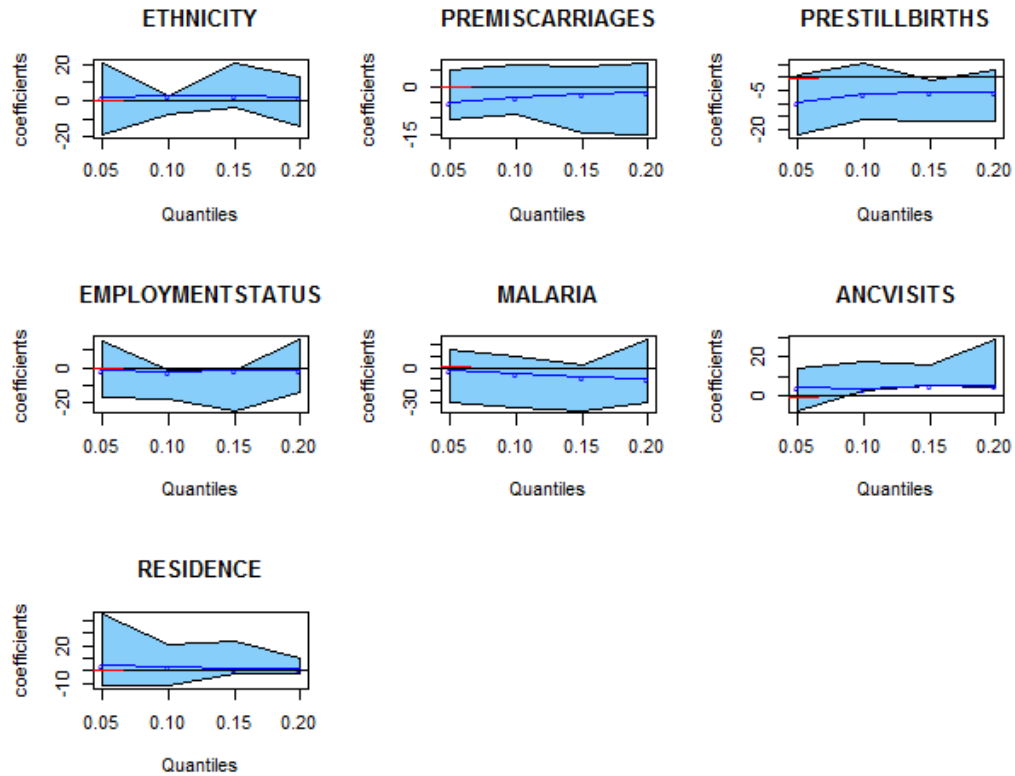 ETHNICITY
PREMISCARRIAGES
PRESTILLBIRTHS
coefficients
-20 0 20
0.05 0.10 0.15 0.20
Quantiles
coefficients
-15 0
0.05 0.10 0.15 0.20
Quantiles
coefficients
-20 -5
0.05 0.10 0.15 0.20
Quantiles
EMPLOYMENTSTATUS
MALARIA
ANCVISITS
coefficients
-20 0
0.05 0.10 0.15 0.20
Quantiles
coefficients
-30 0
0.05 0.10 0.15 0.20
Quantiles
coefficients
0 20
0.05 0.10 0.15 0.20
Quantiles
RESIDENCE
coefficients
-10 20
0.05 0.10 0.15 0.20
Quantiles